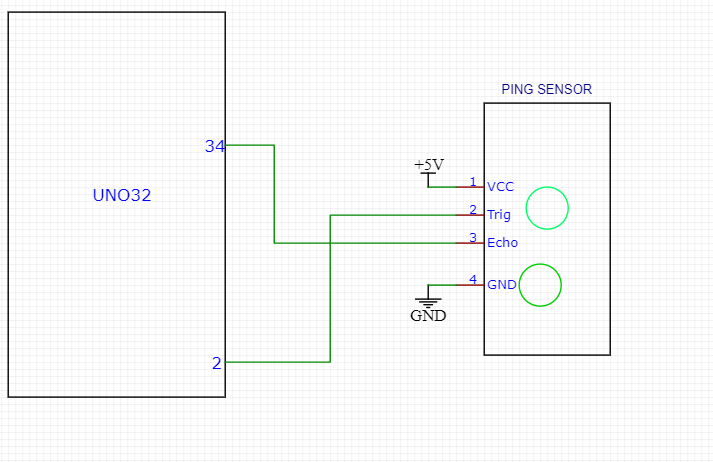 PING SENSOR
34
+5V
1 VCC
UNO32
2 Trig
3 Echo
4 GND
GND
2